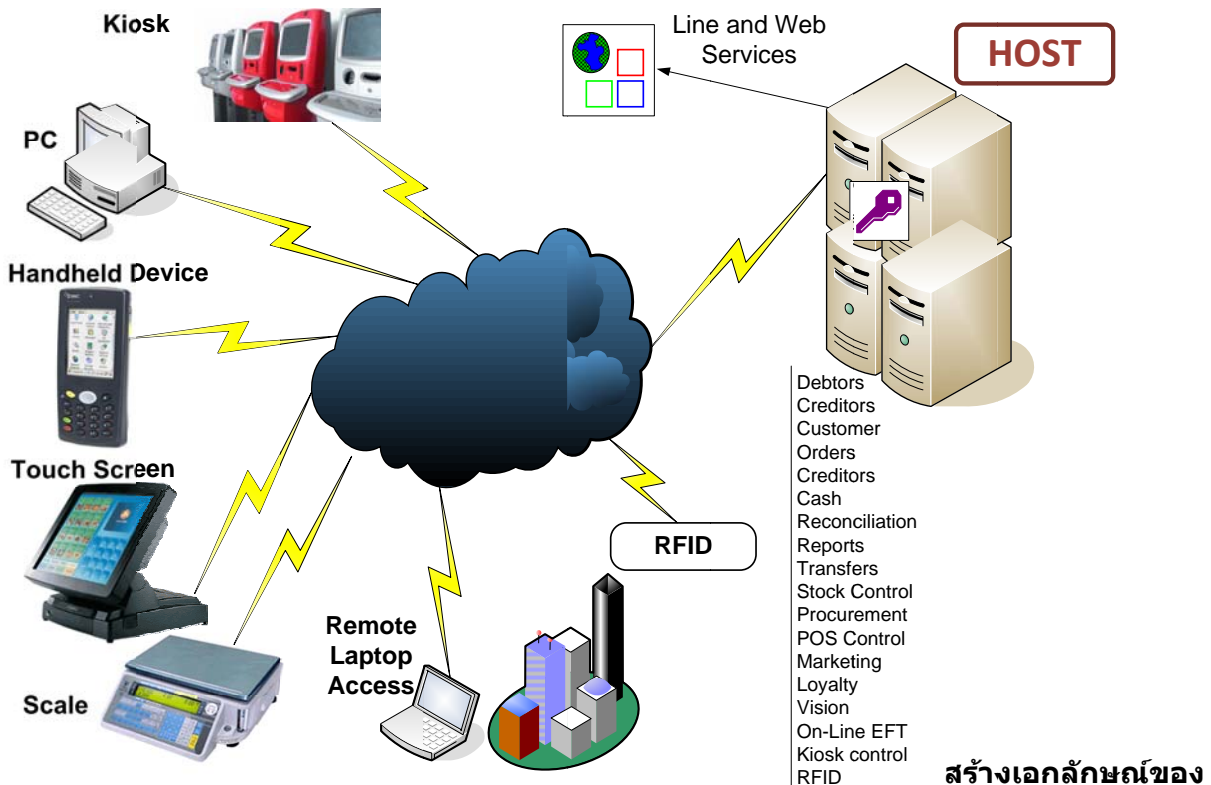 Kiosk
Line and Web
Services
HOST
PC
Handheld Device
Touch Screen
Scale
Remote
Laptop
Access
RFID
Debtors
Creditors
Customer
Orders
Creditors
Cash
Reconciliation
Reports
Transfers
Stock Control
Procurement
POS Control
Marketing
Loyalty
Vision
On-Line EFT
Kiosk control
RFID
สร้างเอกลักษณ์ของ